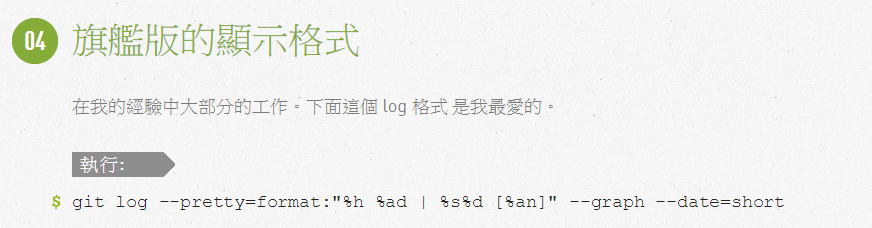 04 旗艦版的顯示格式
在我的經驗中大部分的工作。下面這個 log 格式 是我最愛的。
執行:
$ git log --pretty=format:"%h %ad | %s%d [%an]" --graph --date=short